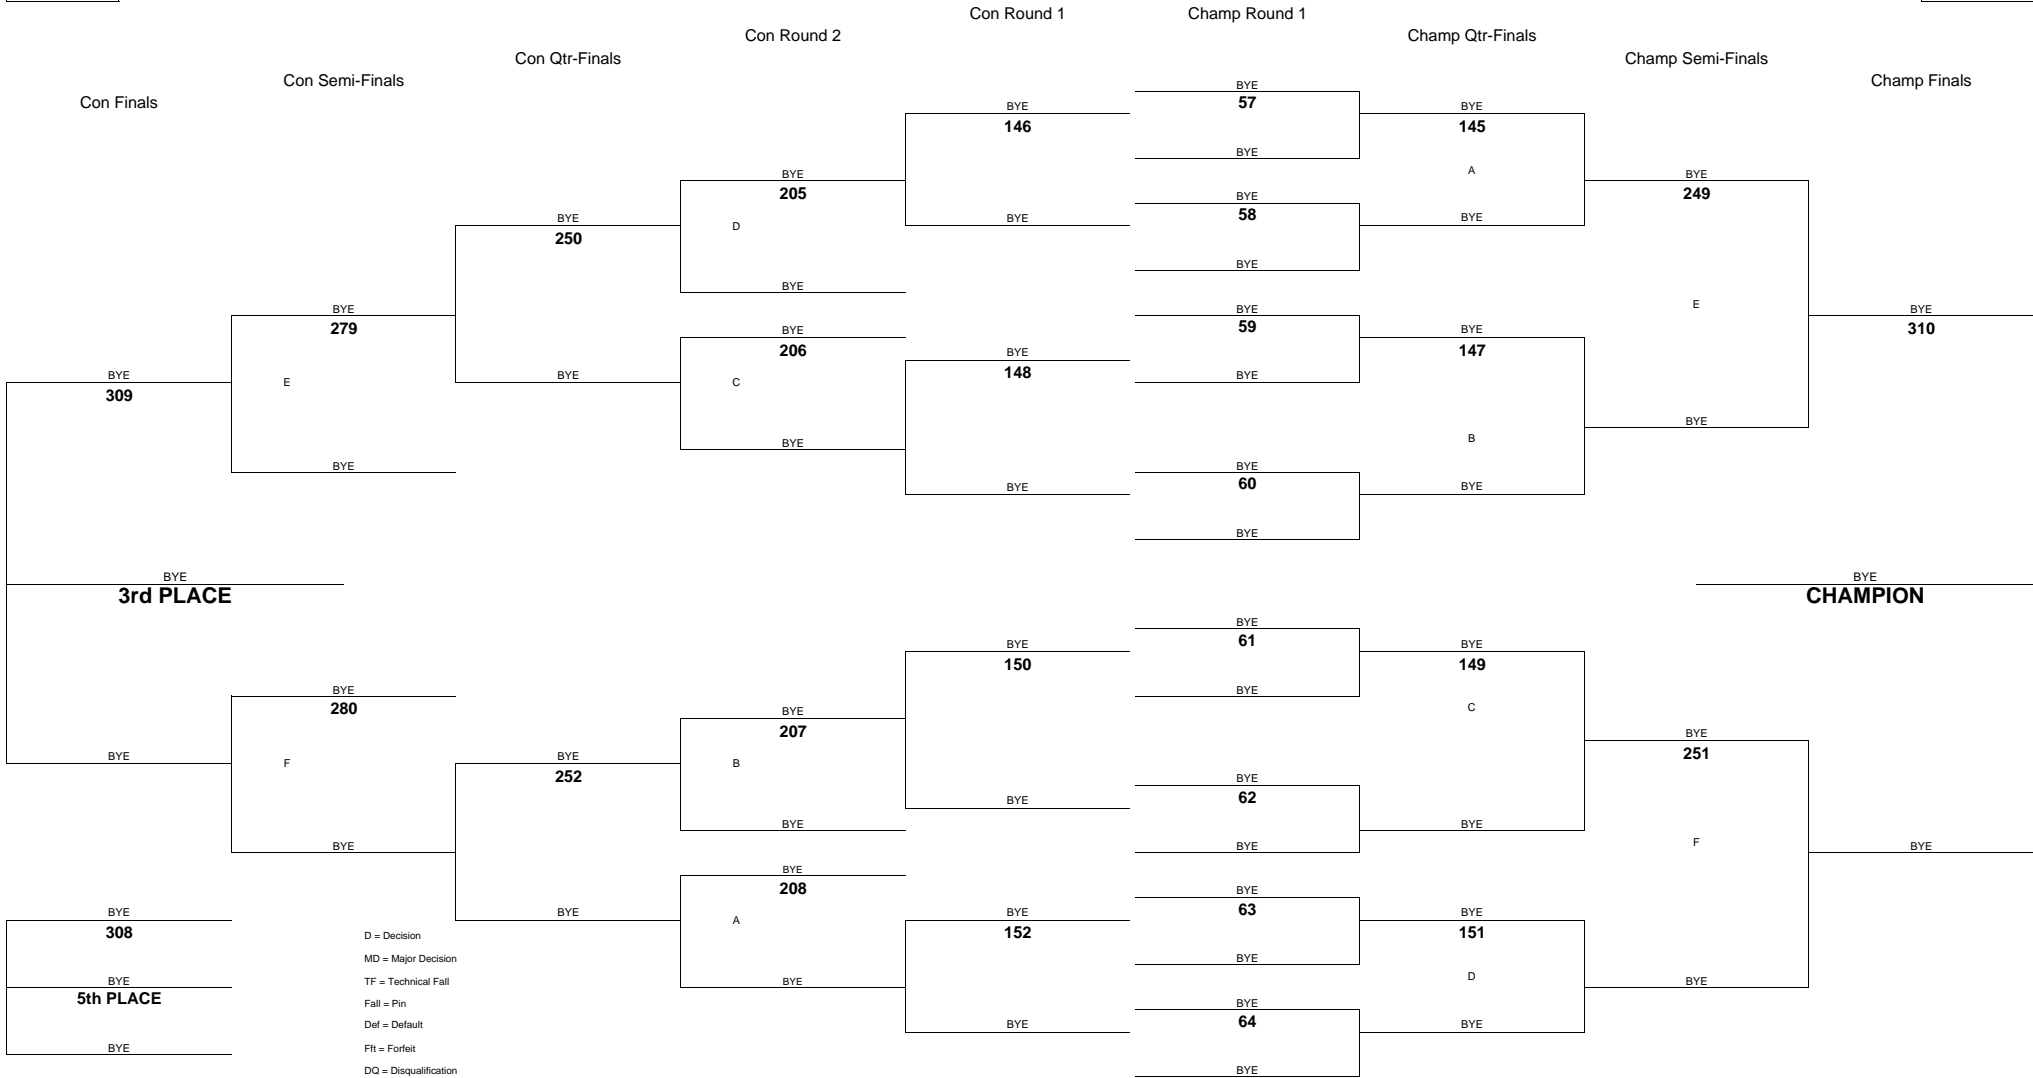 Con Round 1
Champ Round 1
Con Round 2
Champ Qtr-Finals
Con Qtr-Finals
Champ Semi-Finals
Con Semi-Finals
Champ Finals
Con Finals
BYE
57
BYE
146
BYE
145
BYE
A
BYE
205
BYE
249
BYE
58
BYE
250
BYE
BYE
D
BYE
BYE
E
BYE
279
BYE
59
BYE
310
BYE
206
BYE
147
BYE
148
BYE
309
E
BYE
C
BYE
BYE
BYE
B
BYE
BYE
60
BYE
BYE
BYE
BYE
3rd PLACE
BYE
CHAMPION
BYE
61
BYE
150
BYE
149
BYE
280
BYE
C
BYE
207
BYE
251
BYE
F
BYE
252
B
BYE
62
BYE
BYE
BYE
BYE
BYE
F
BYE
BYE
208
BYE
63
BYE
308
BYE
A
BYE
152
BYE
151
D = Decision
MD = Major Decision
BYE
TF = Technical Fall
D
BYE
5th PLACE
BYE
BYE
Fall = Pin
BYE
64
Def = Default
BYE
BYE
BYE
Fft = Forfeit
DQ = Disqualification
BYE